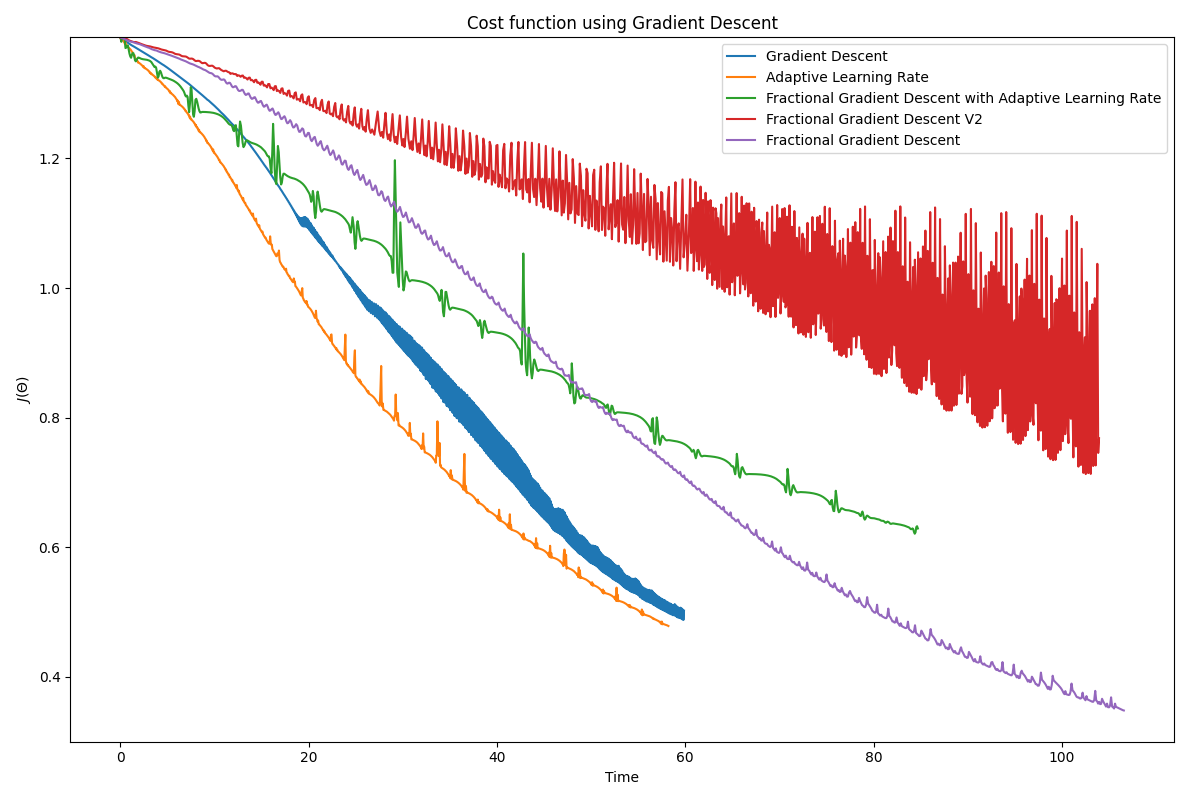 Cost function using Gradient Descent
Gradient Descent
Adaptive Learning Rate
Fractional Gradient Descent with Adaptive Learning Rate
Fractional Gradient Descent V2
Fractional Gradient Descent
J(Θ)
1.2
1.0
0.8
0.6
0.4
0 20 40 60 80 100
Time